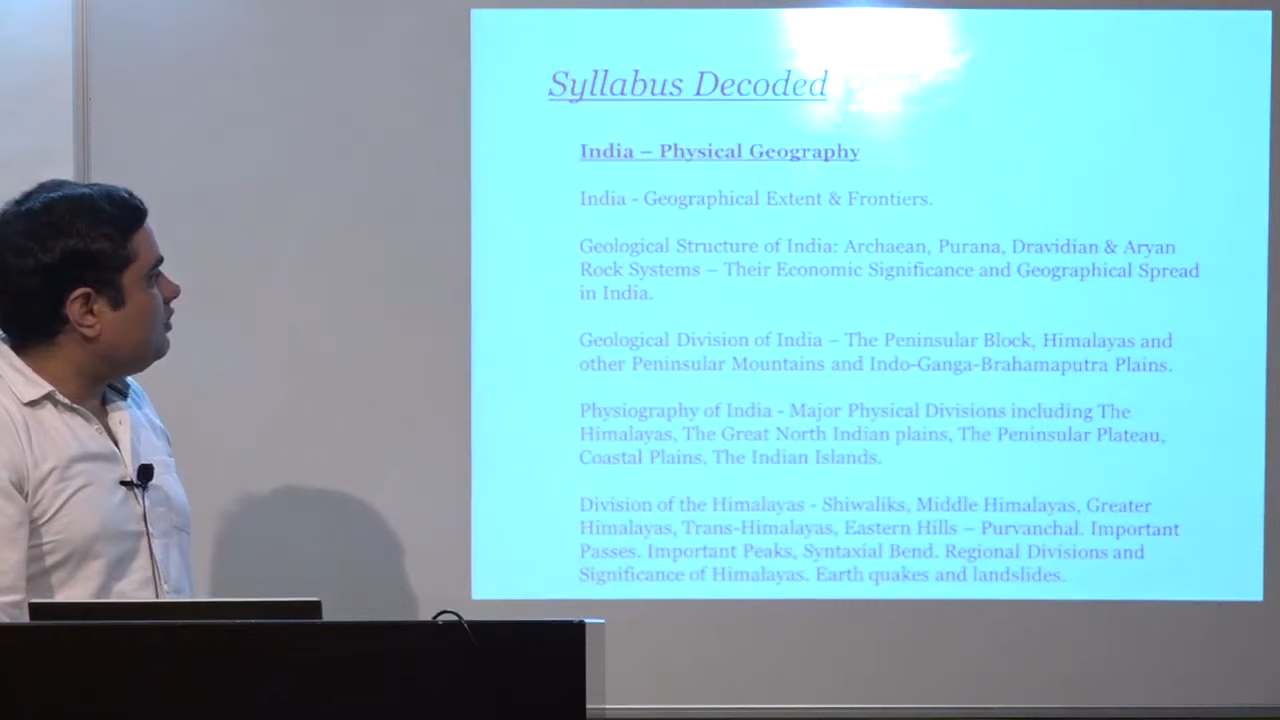 Syllabus Decoded
India – Physical Geography
India - Geographical Extent & Frontiers.
Geological Structure of India: Archaean, Purana, Dravidian & Aryan
Rock Systems – Their Economic Significance and Geographical Spread
in India.
Geological Division of India – The Peninsular Block, Himalayas and
other Peninsular Mountains and Indo-Ganga-Brahamaputra Plains.
Physiography of India - Major Physical Divisions including The
Himalayas, The Great North Indian plains, The Peninsular Plateau,
Coastal Plains, The Indian Islands.
Division of the Himalayas - Shiwaliks, Middle Himalayas, Greater
Himalayas, Trans-Himalayas, Eastern Hills – Purvanchal. Important
Passes. Important Peaks, Syntaxial Bend. Regional Divisions and
Significance of Himalayas. Earth quakes and landslides.